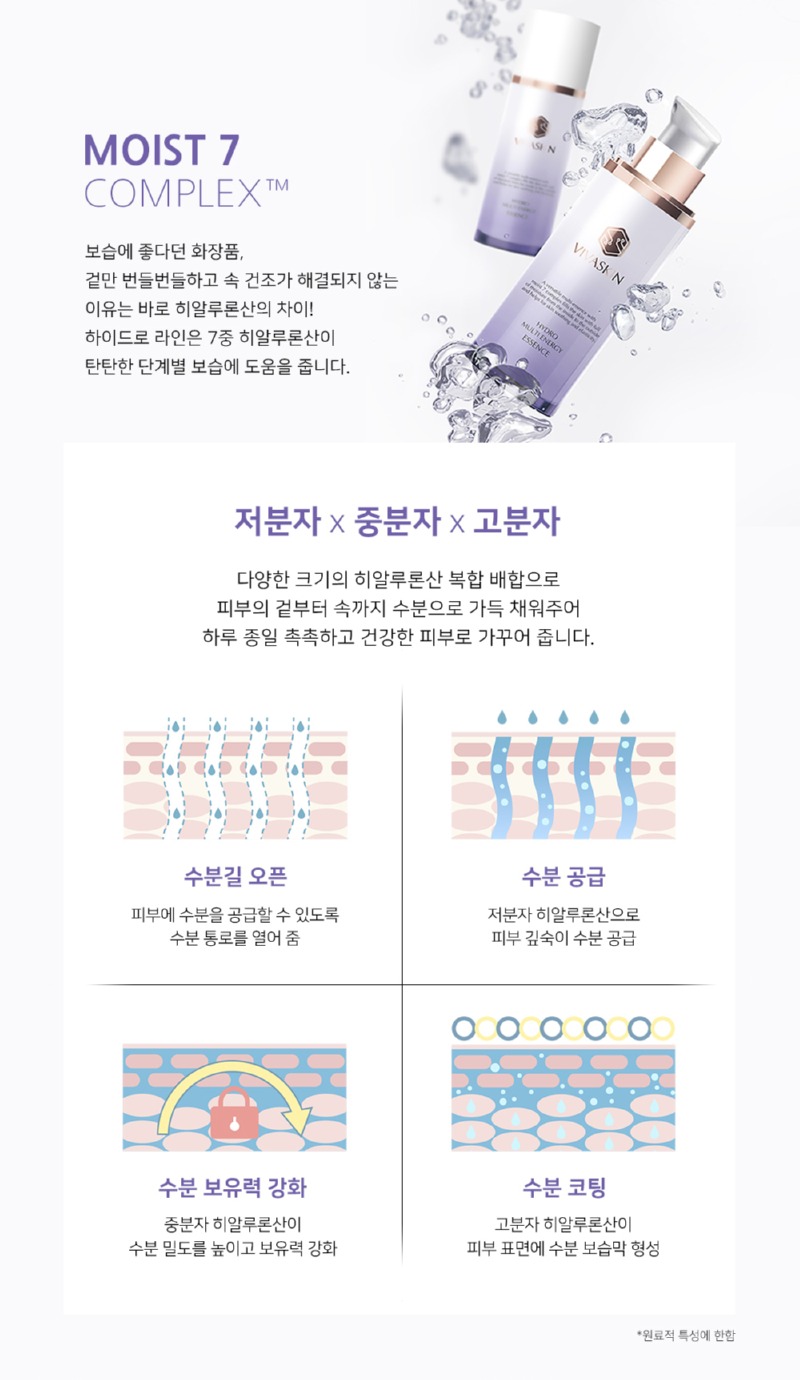 MOIST 7
COMPLEX™
보습에 좋다던 화장품,
겉만 번들번들하고 속 건조가 해결되지 않는
이유는 바로 히알루론산의 차이!
하이드로 라인은 7중 히알루론산이
탄탄한 단계별 보습에 도움을 줍니다.
VIVASKIN
VIVASKIN
HYDRO
MULTI ENERGY
ESSENCE
저분자 x 중분자 x 고분자
다양한 크기의 히알루론산 복합 배합으로
피부의 겉부터 속까지 수분으로 가득 채워주어
하루 종일 촉촉하고 건강한 피부로 가꾸어 줍니다.
수분길 오픈
피부에 수분을 공급할 수 있도록
수분 통로를 열어 줌
수분 공급
저분자 히알루론산으로
피부 깊숙이 수분 공급
수분 보유력 강화
중분자 히알루론산이
수분 밀도를 높이고 보유력 강화
수분 코팅
고분자 히알루론산이
피부 표면에 수분 보습막 형성
*원료적 특성에 한함